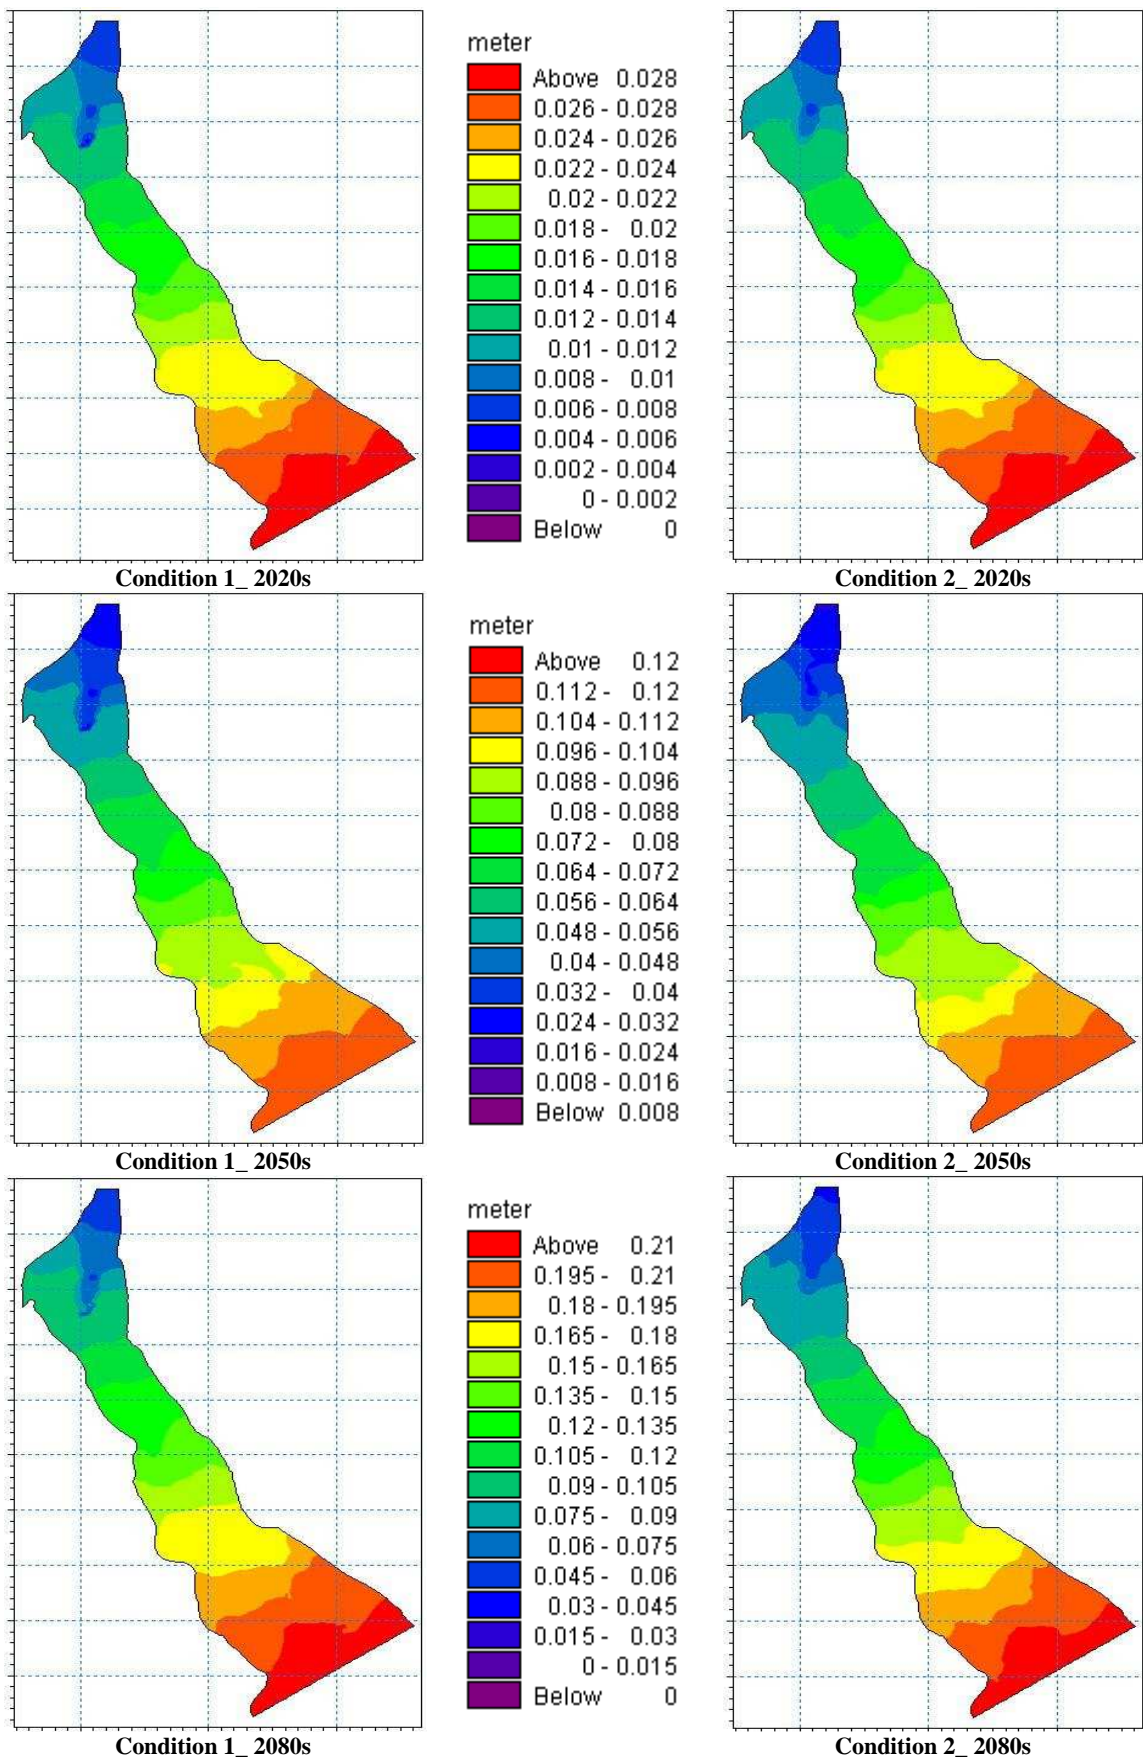 meter
Above 0.028
0.026 - 0.028
0.024 - 0.026
0.022 - 0.024
0.02 - 0.022
0.018 - 0.02
0.016 - 0.018
0.014 - 0.016
0.012 - 0.014
0.01 - 0.012
0.008 - 0.01
0.006 - 0.008
0.004 - 0.006
0.002 - 0.004
0 - 0.002
Below 0
Condition 1_ 2020s
Condition 2_ 2020s
meter
Above 0.12
0.112 - 0.12
0.104 - 0.112
0.096 - 0.104
0.088 - 0.096
0.08 - 0.088
0.072 - 0.08
0.064 - 0.072
0.056 - 0.064
0.048 - 0.056
0.04 - 0.048
0.032 - 0.04
0.024 - 0.032
0.016 - 0.024
0.008 - 0.016
Below 0.008
Condition 1_ 2050s
Condition 2_ 2050s
meter
Above 0.21
0.195 - 0.21
0.18 - 0.195
0.165 - 0.18
0.15 - 0.165
0.135 - 0.15
0.12 - 0.135
0.105 - 0.12
0.09 - 0.105
0.075 - 0.09
0.06 - 0.075
0.045 - 0.06
0.03 - 0.045
0.015 - 0.03
0 - 0.015
Below 0
Condition 1_ 2080s
Condition 2_ 2080s